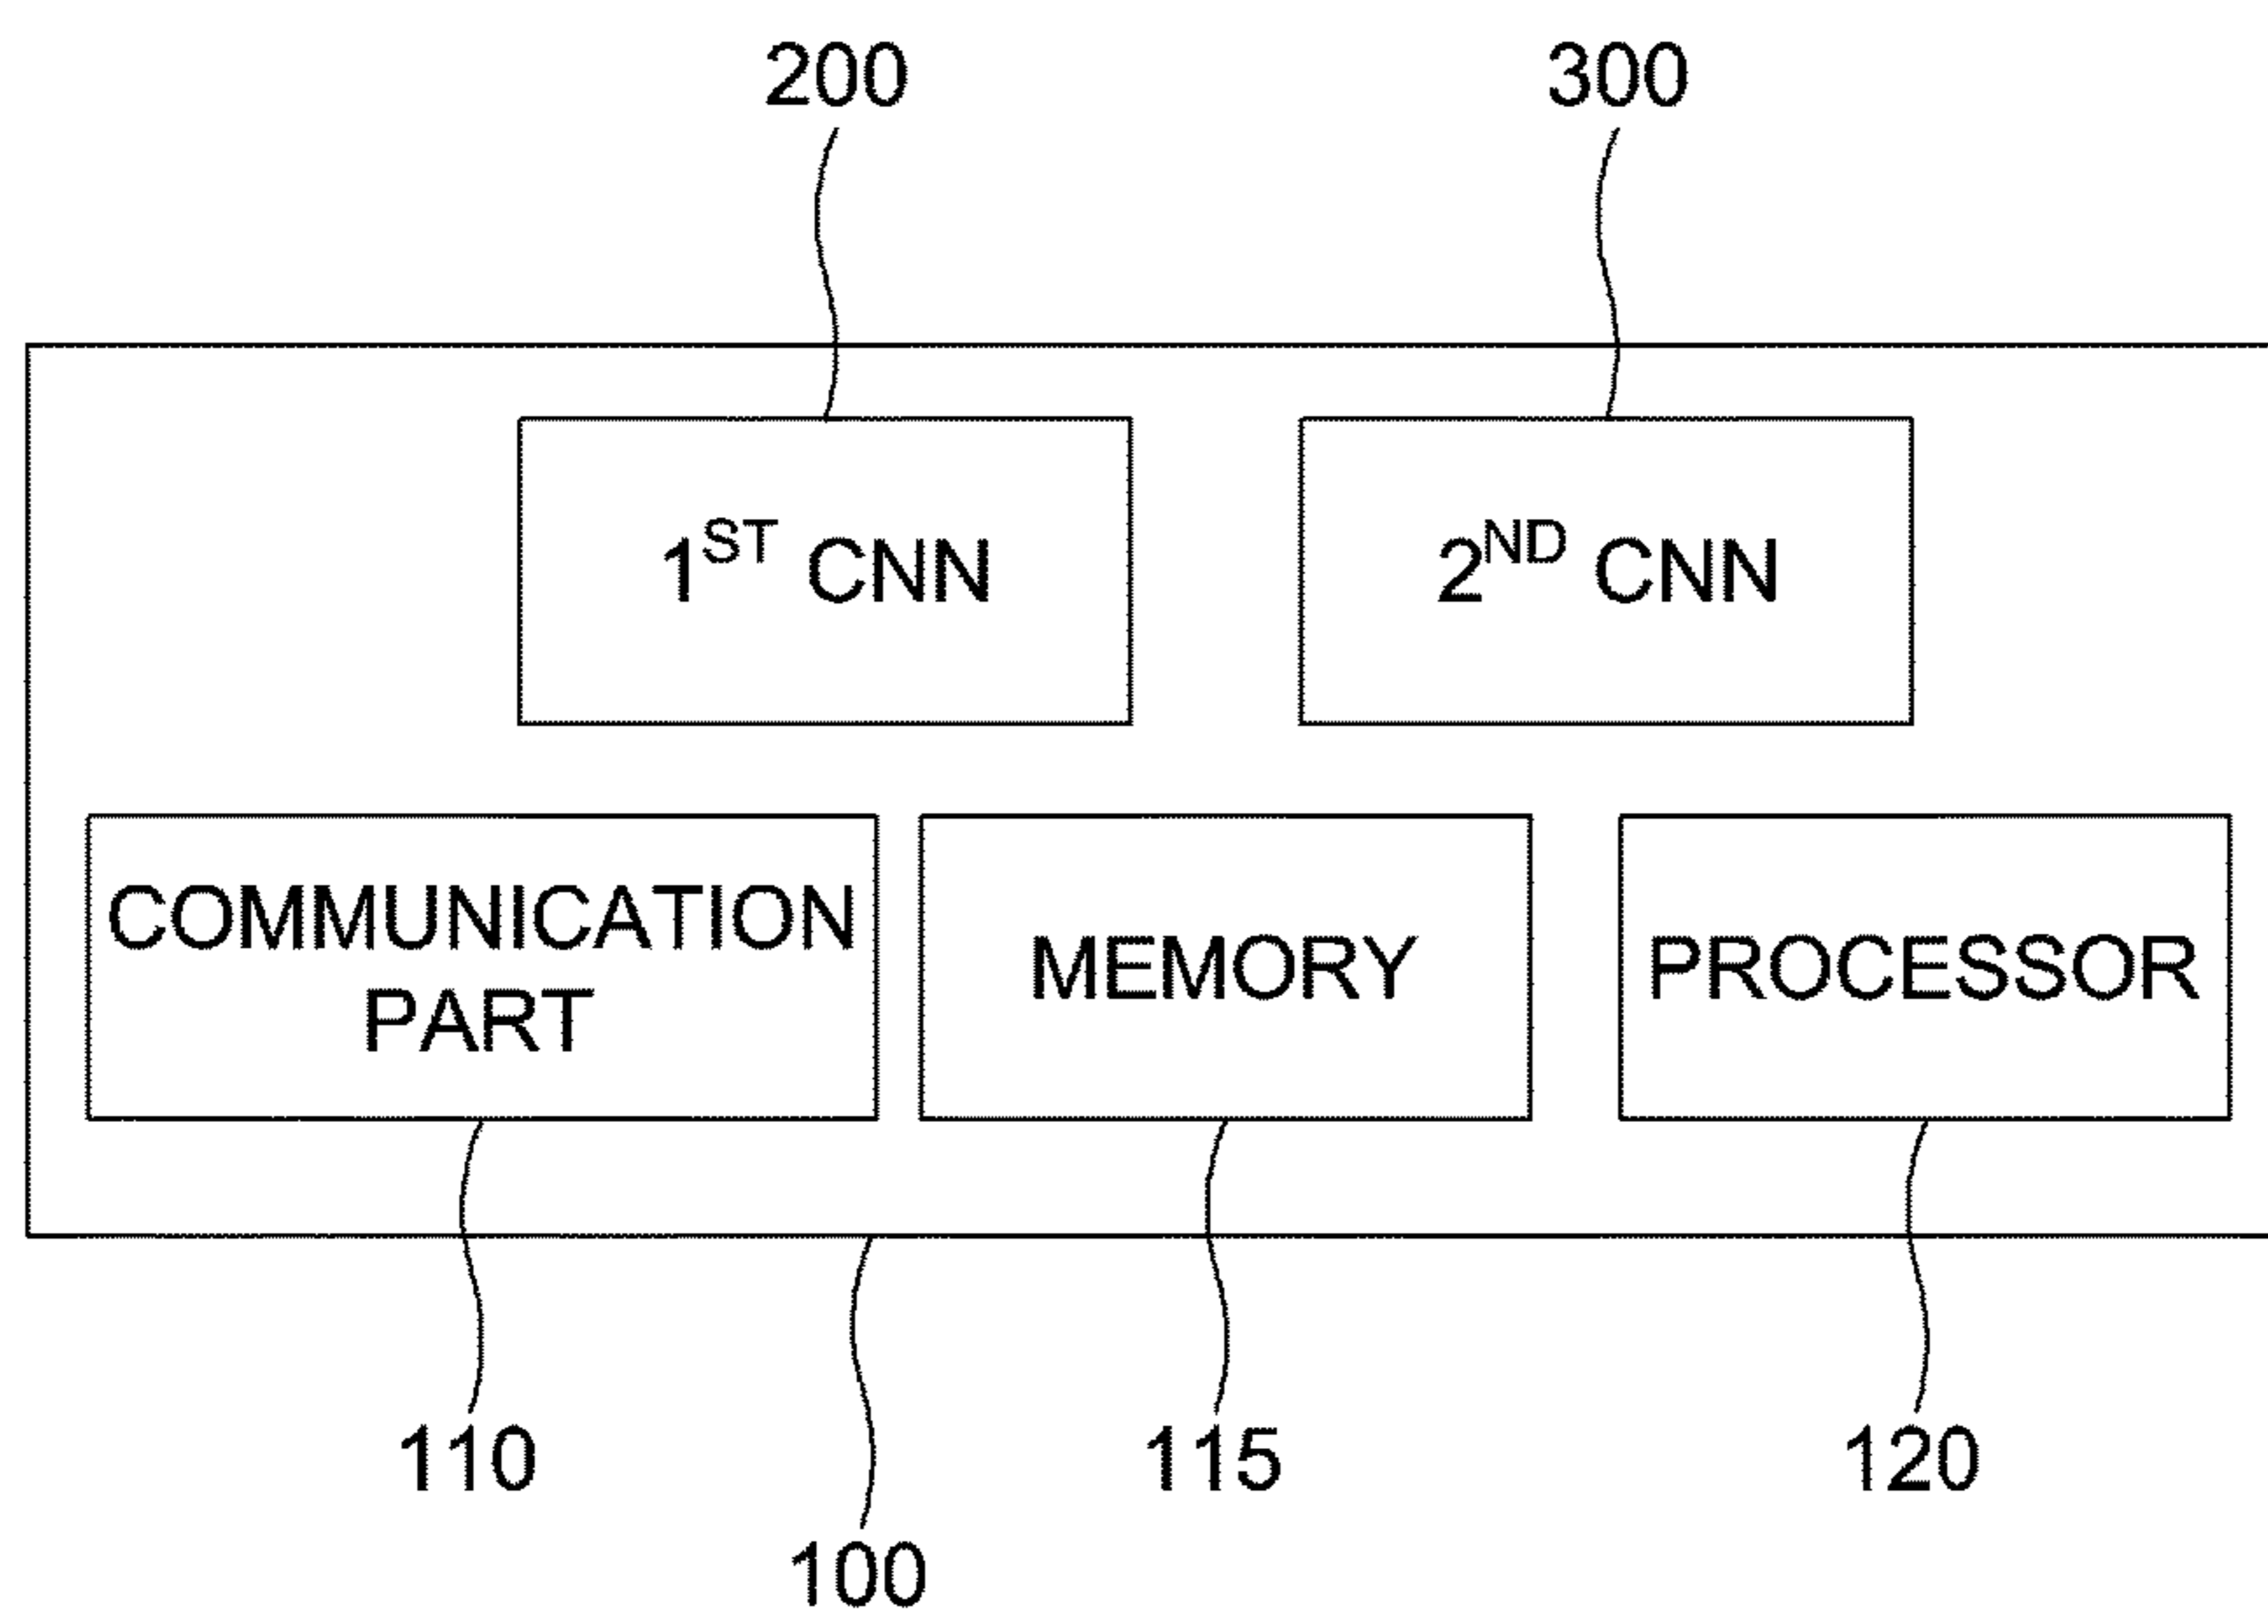 200 300
1ST CNN 2ND CNN
COMMUNICATION
PART
MEMORY
PROCESSOR
110 115 120
100